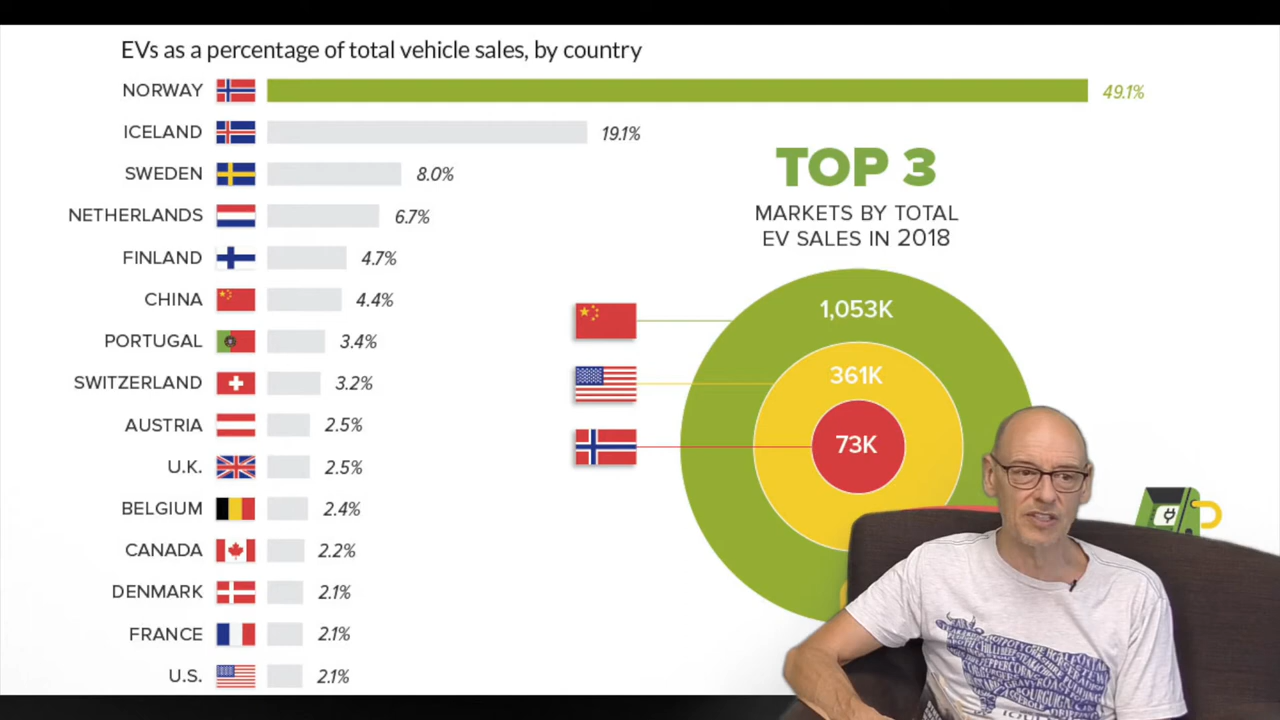 EVs as a percentage of total vehicle sales, by country
NORWAY 49.1%
ICELAND 19.1%
SWEDEN 8.0%
NETHERLANDS 6.7%
FINLAND 4.7%
CHINA 4.4%
PORTUGAL 3.4%
SWITZERLAND 3.2%
AUSTRIA 2.5%
U.K. 2.5%
BELGIUM 2.4%
CANADA 2.2%
DENMARK 2.1%
FRANCE 2.1%
U.S. 2.1%
TOP 3
MARKETS BY TOTAL
EV SALES IN 2018
1,053K
361K
73K